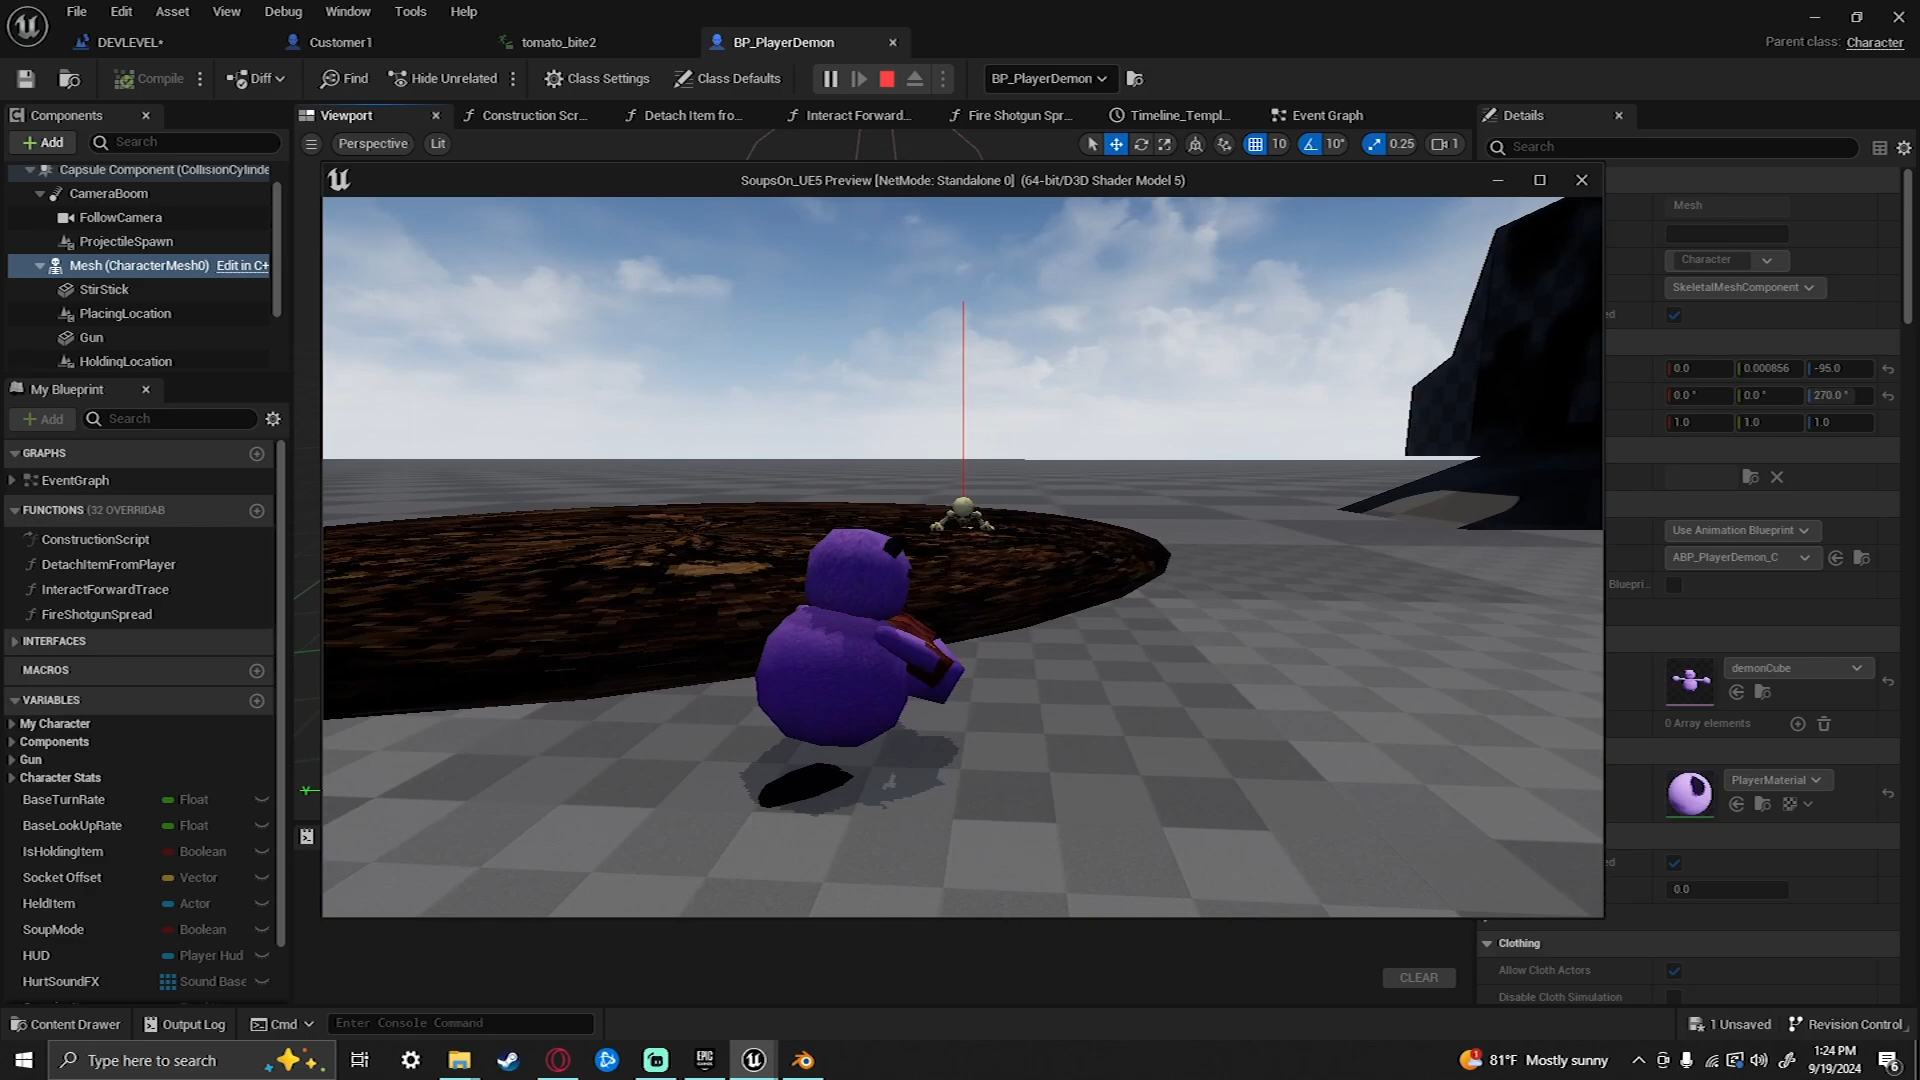 File Edit Asset View Debug Window Tools Help
DEVLEVEL* Customer1 tomato_bite2 BP_PlayerDemon
Parent class: Character
Compile Diff Find Hide Unrelated Class Settings Class Defaults BP_PlayerDemon
Components Viewport Construction Scr... Detach Item fro... Interact Forward... Fire Shotgun Spr... Timeline_Templ... Event Graph Details
Add Search Perspective Lit 10 10° 0.25 1 Search
Capsule Component (CollisionCylinde
CameraBoom
FollowCamera
ProjectileSpawn
Mesh (CharacterMesh0) Edit in C+
StirStick
PlacingLocation
Gun
HoldingLocation
My Blueprint
Add Search
GRAPHS
EventGraph
FUNCTIONS (32 OVERRIDAB
ConstructionScript
DetachItemFromPlayer
InteractForwardTrace
FireShotgunSpread
INTERFACES
MACROS
VARIABLES
My Character
Components
Gun
Character Stats
BaseTurnRate Float
BaseLookUpRate Float
IsHoldingItem Boolean
Socket Offset Vector
HeldItem Actor
SoupMode Boolean
HUD Player Hud
HurtSoundFX Sound Base
SoupsOn_UE5 Preview [NetMode: Standalone 0] (64-bit/D3D Shader Model 5)
Mesh
Character
SkeletalMeshComponent
ed
0.0 0.000856 -95.0
0.0 ° 0.0 ° 270.0 °
1.0 1.0 1.0
Use Animation Blueprint
ABP_PlayerDemon_C
Bluepri...
demonCube
0 Array elements
PlayerMaterial
ed
0.0
Clothing
Allow Cloth Actors
Disable Cloth Simulation
CLEAR
Content Drawer Output Log Cmd Enter Console Command 1 Unsaved Revision Control
Type here to search
EPIC GAMES
1 81°F Mostly sunny
1:24 PM
9/19/2024
6